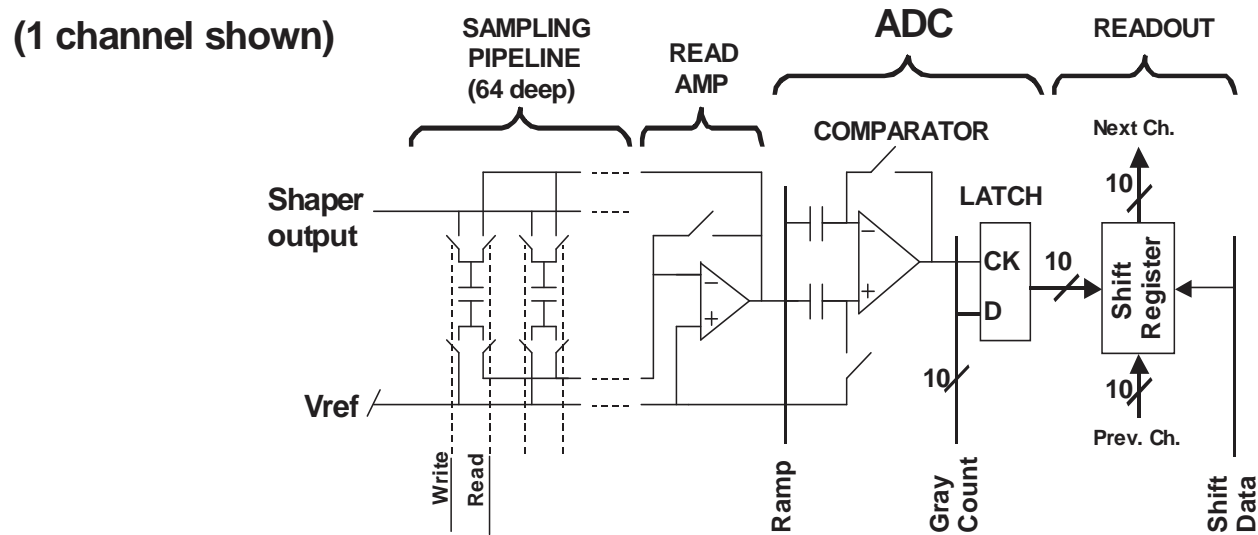 (1 channel shown)
SAMPLING
PIPELINE
(64 deep)
READ
AMP
ADC
READOUT
COMPARATOR
Next Ch.
10
Shaper
output
LATCH
–
+
–
+
CK
D
10
10
Shift
Register
10
Vref
Prev. Ch.
Write
Read
Ramp
Gray
Count
Shift
Data